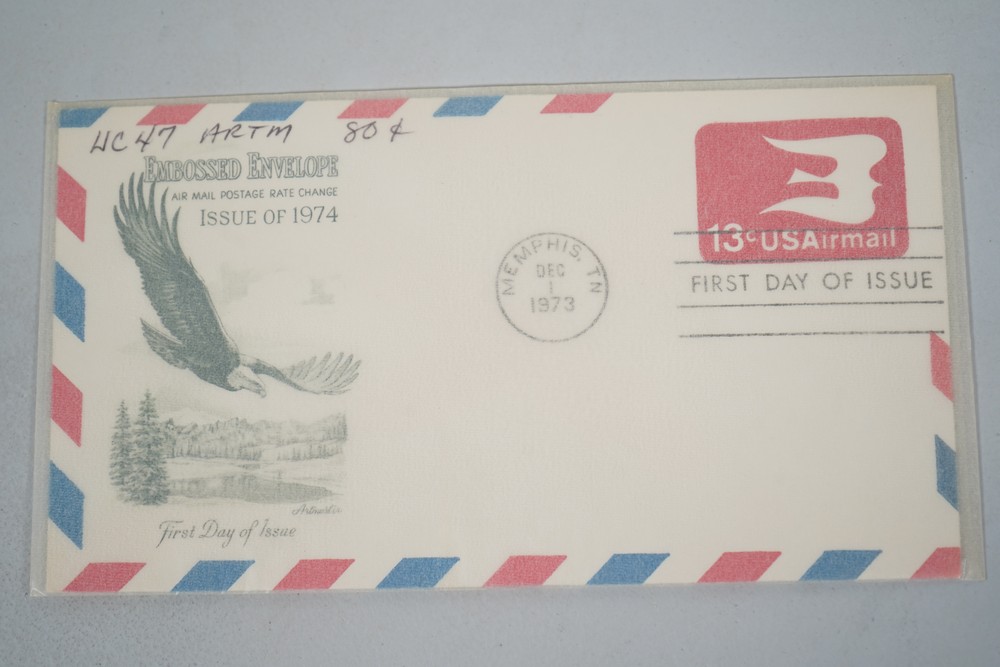 UC47 ARTM 80¢
EMBOSSED ENVELOPE
AIR MAIL POSTAGE RATE CHANGE
ISSUE OF 1974
13c USAirmail
MEMPHIS, TN
DEC
1
1973
FIRST DAY OF ISSUE
Artmaster
First Day of Issue